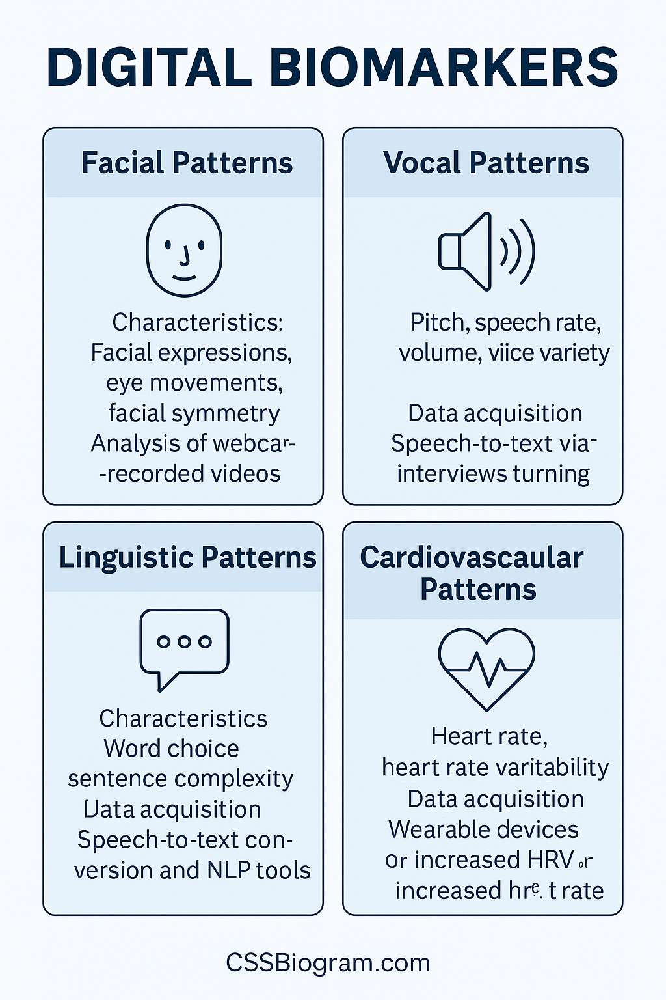 DIGITAL BIOMARKERS
Facial Patterns
Characteristics:
Facial expressions,
eye movements,
facial symmetry
Analysis of webcar-
-recorded videos
Vocal Patterns
Pitch, speech rate,
volume, viice variety
Data acquisition
Speech-to-text via-
interviews turning
Linguistic Patterns
Characteristics
Word choice
sentence complexity
Data acquisition
Speech-to-text con-
version and NLP tools
Cardiovascaular
Patterns
Heart rate,
heart rate varitability
Data acquisition
Wearable devices
or increased HRV or
increased rate
CSSBiogram.com